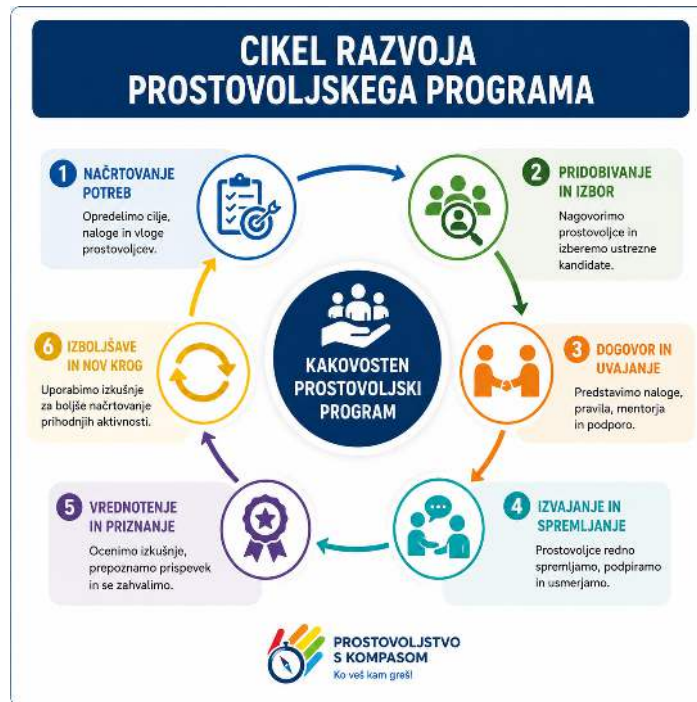 CIKEL RAZVOJA
PROSTOVOLJSKEGA PROGRAMA
1 NAČRTOVANJE
POTREB
Opredelimo cilje,
naloge in vloge
prostovoljcev.
2 PRIDOBIVANJE
IN IZBOR
Nagovorimo
prostovoljce in
izberemo ustrezne
kandidate.
3 DOGOVOR IN
UVAJANJE
Predstavimo naloge,
pravila, mentorja
in podporo.
4 IZVAJANJE IN
SPREMLJANJE
Prostovoljce redno
spremljamo, podpiramo
in usmerjamo.
5 VREDNOTENJE
IN PRIZNANJE
Ocenimo izkušnje,
prepoznamo prispevek
in se zahvalimo.
6 IZBOLJŠAVE
IN NOV KROG
Uporabimo izkušnje
za boljše načrtovanje
prihodnjih aktivnosti.
KAKOVOSTEN
PROSTOVOLJSKI
PROGRAM
PROSTOVOLJSTVO
S KOMPASOM
Ko veš kam greš!